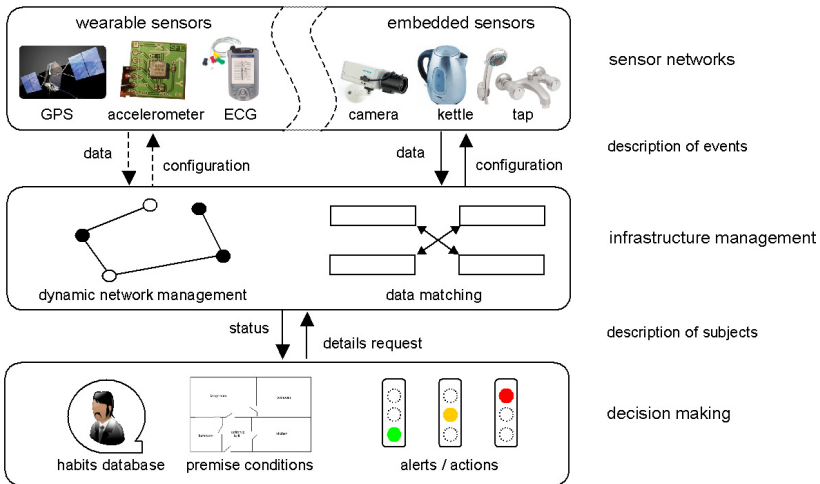 wearable sensors
embedded sensors
sensor networks
GPS
accelerometer
ECG
camera
kettle
tap
data
configuration
data
configuration
description of events
infrastructure management
dynamic network management
data matching
status
details request
description of subjects
decision making
habits database
premise conditions
alerts / actions